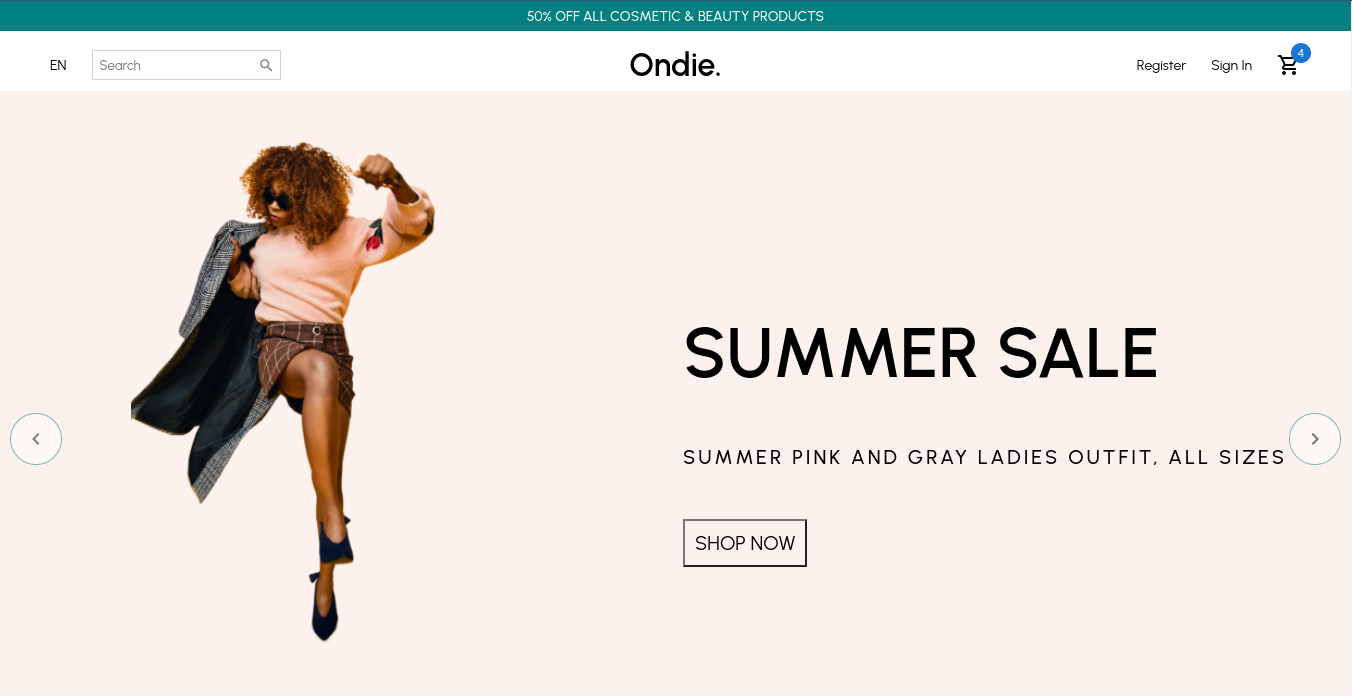 50% OFF ALL COSMETIC & BEAUTY PRODUCTS
EN
Search
Ondie.
Register
Sign In
4
SUMMER SALE
SUMMER PINK AND GRAY LADIES OUTFIT, ALL SIZES
SHOP NOW